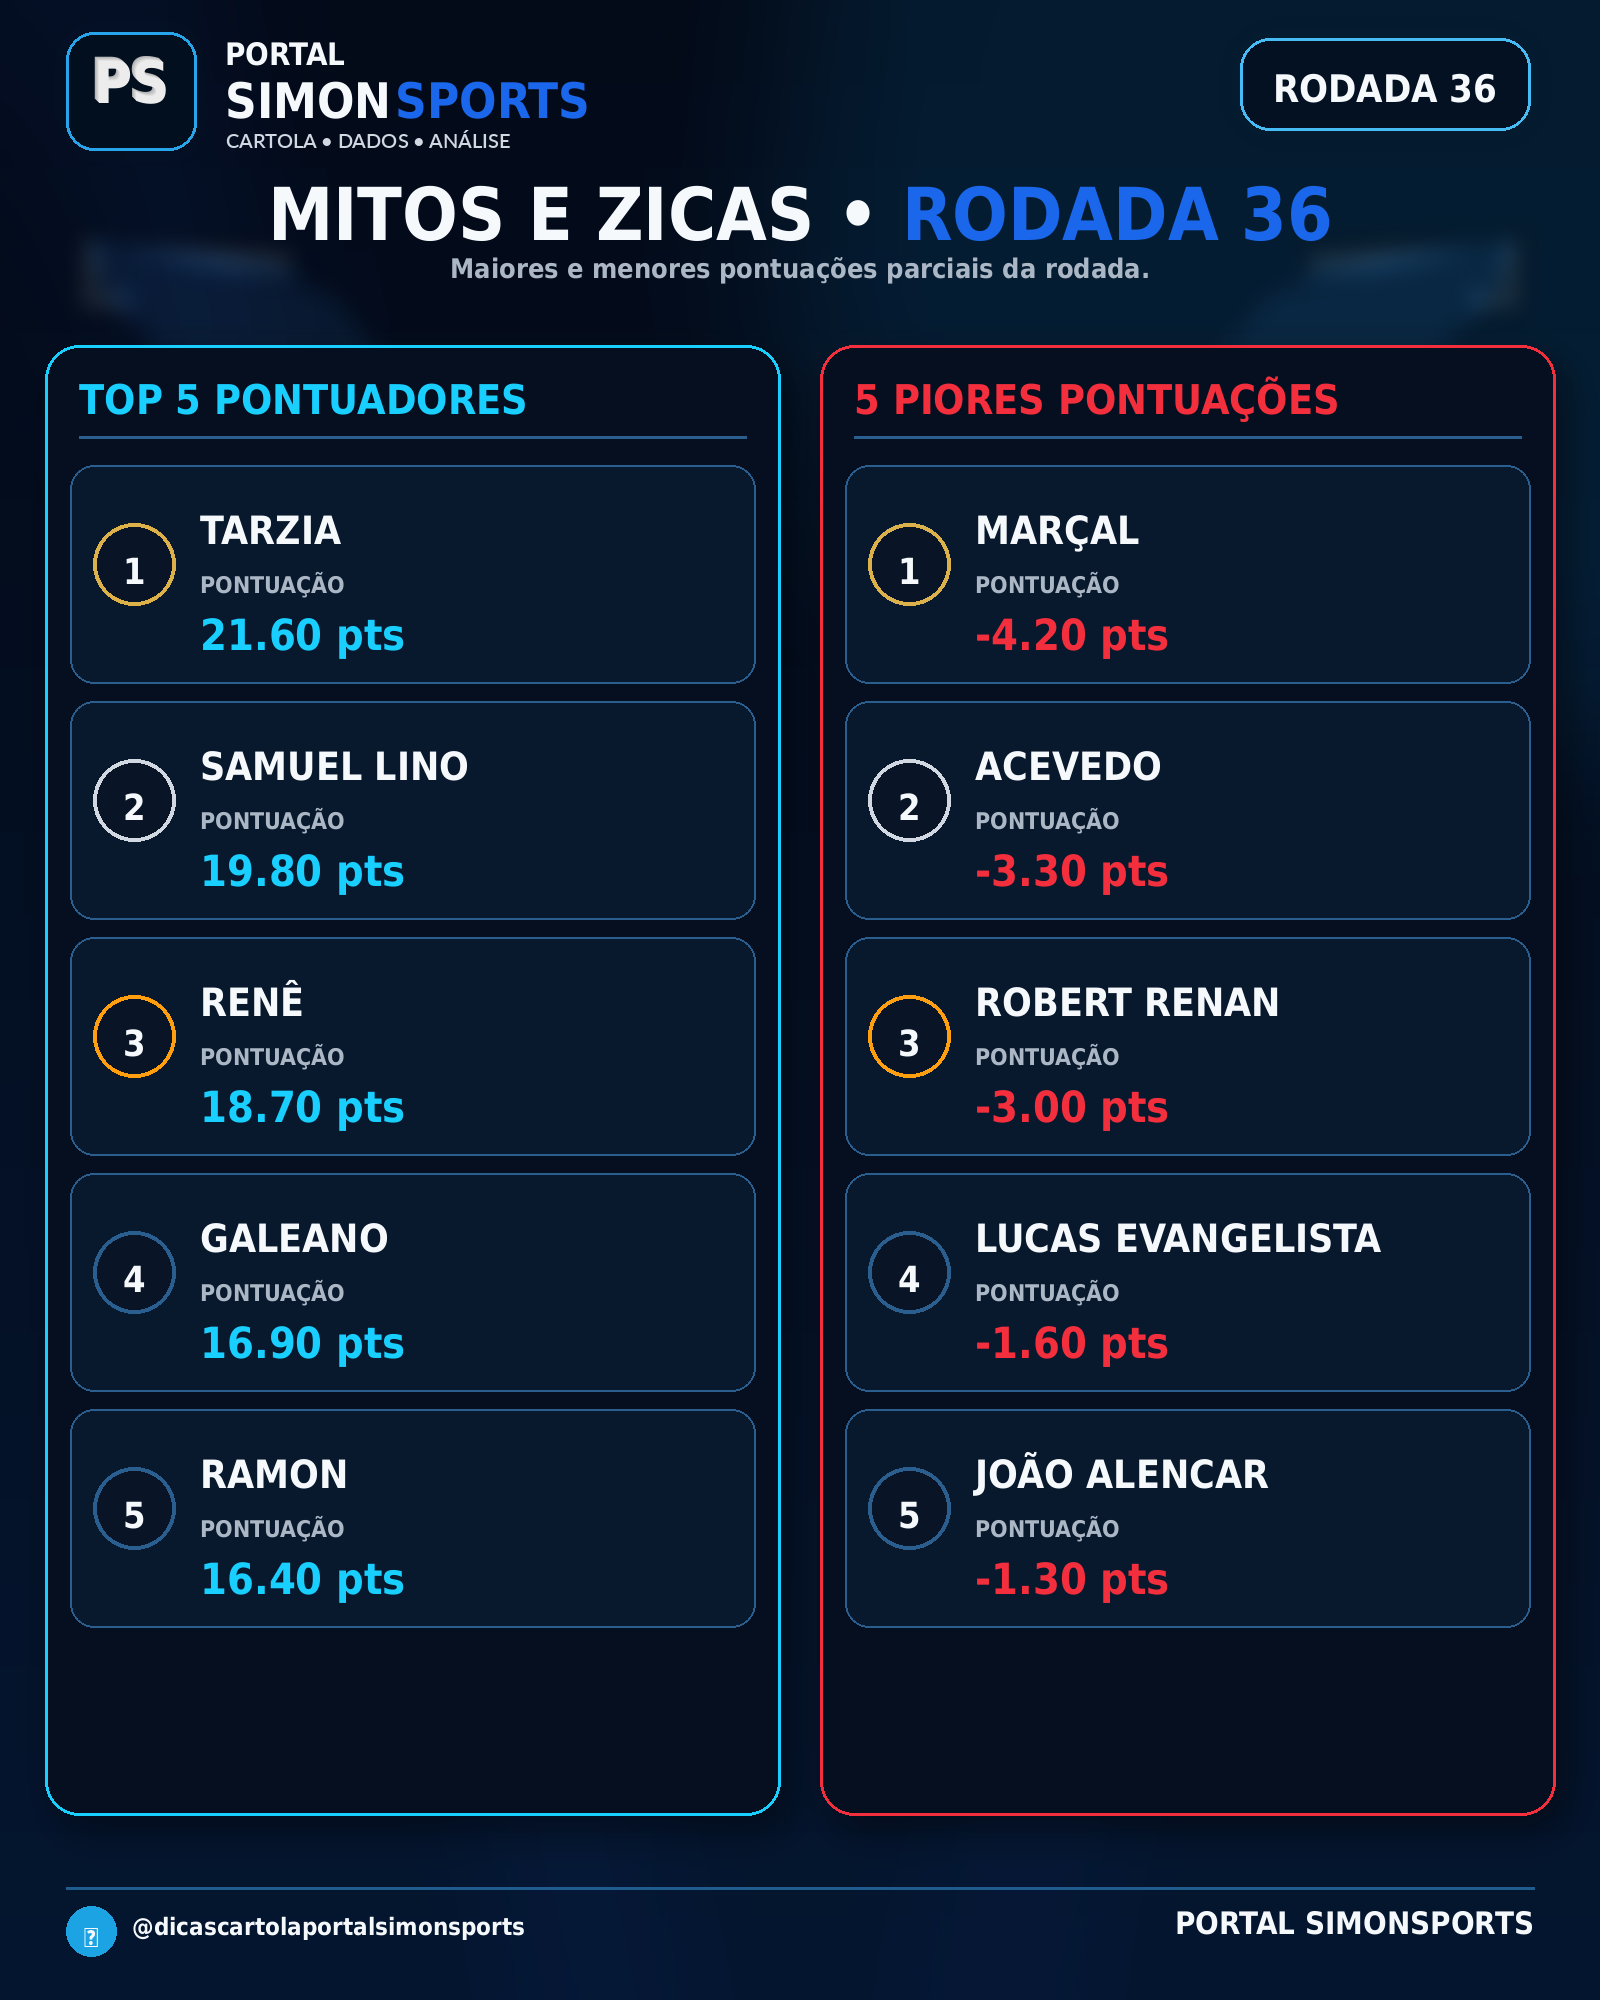 PS
PORTAL
SIMONSPORTS
CARTOLA • DADOS • ANÁLISE
RODADA 36
MITOS E ZICAS • RODADA 36
Maiores e menores pontuações parciais da rodada.
TOP 5 PONTUADORES
1
TARZIA
PONTUAÇÃO
21.60 pts
2
SAMUEL LINO
PONTUAÇÃO
19.80 pts
3
RENÊ
PONTUAÇÃO
18.70 pts
4
GALEANO
PONTUAÇÃO
16.90 pts
5
RAMON
PONTUAÇÃO
16.40 pts
5 PIORES PONTUAÇÕES
1
MARÇAL
PONTUAÇÃO
-4.20 pts
2
ACEVEDO
PONTUAÇÃO
-3.30 pts
3
ROBERT RENAN
PONTUAÇÃO
-3.00 pts
4
LUCAS EVANGELISTA
PONTUAÇÃO
-1.60 pts
5
JOÃO ALENCAR
PONTUAÇÃO
-1.30 pts
@dicascartolaportalsimonsports
PORTAL SIMONSPORTS